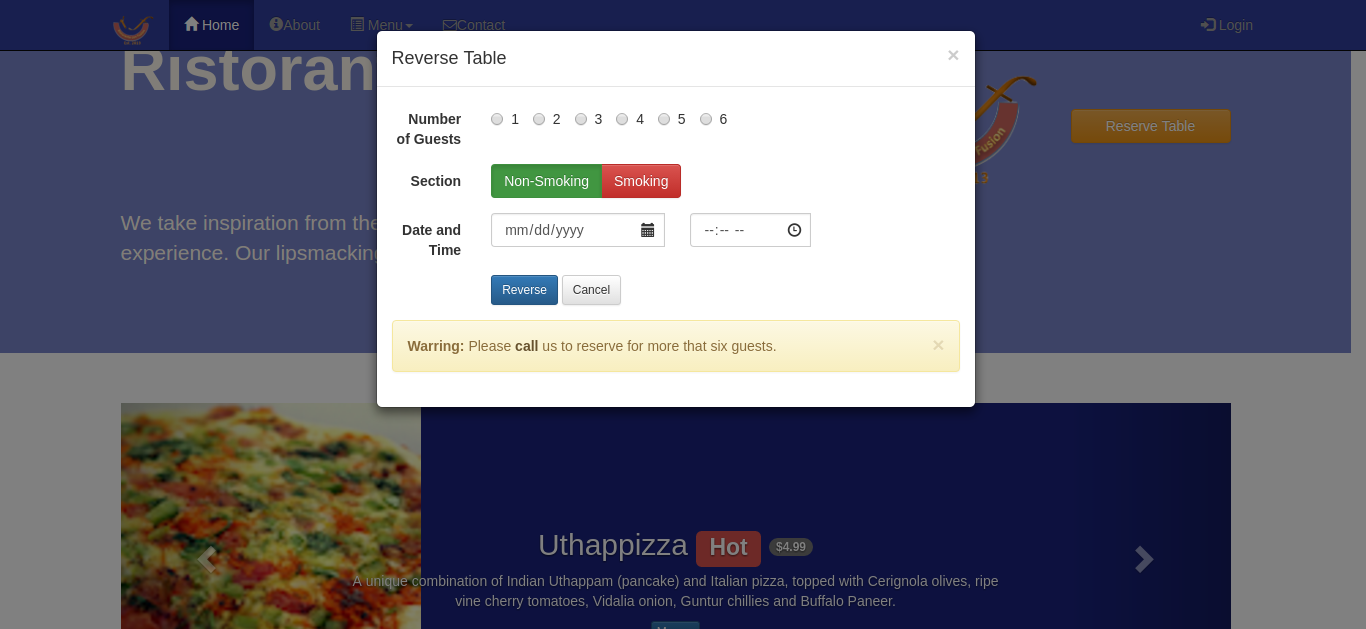 Home About Menu Contact Login
Reverse Table ×
Ristoran
Number
of Guests
1 2 3 4 5 6
Fusion
Reserve Table
Section
Non-Smoking Smoking
We take inspiration from the
experience. Our lipsmacking
Date and
Time
mm/dd/yyyy --:-- --
Reverse Cancel
Warring: Please call us to reserve for more that six guests. ×
Uthappizza Hot $4.99
A unique combination of Indian Uthappam (pancake) and Italian pizza, topped with Cerignola olives, ripe
vine cherry tomatoes, Vidalia onion, Guntur chillies and Buffalo Paneer.